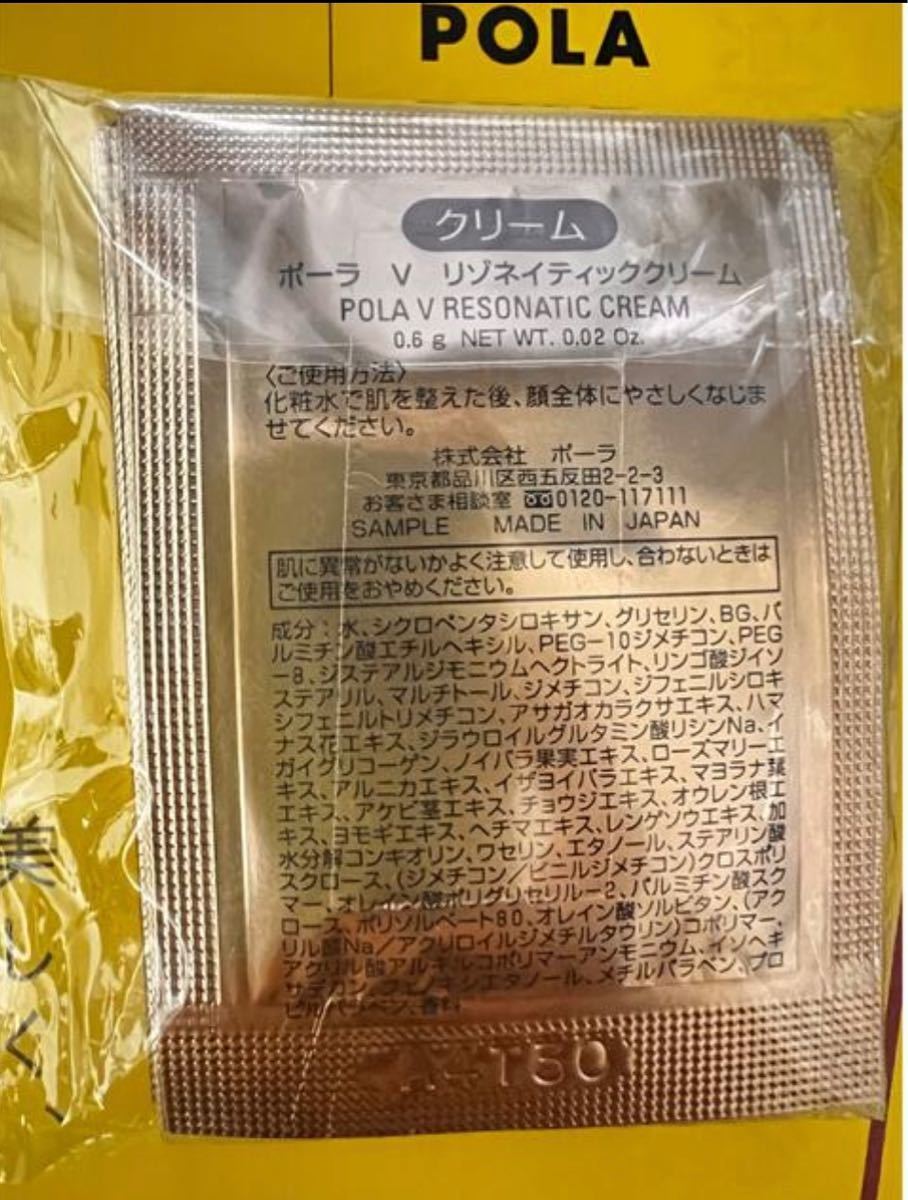 POLA
クリーム
ポーラ V リゾネイティッククリーム
POLA V RESONATIC CREAM
0.6 g NET WT. 0.02 Oz.
〈ご使用方法〉
化粧水で肌を整えた後、顔全体にやさしくなじま
せてください。
株式会社 ポーラ
東京都品川区西五反田2-2-3
お客さま相談室 0120-117111
SAMPLE MADE IN JAPAN
肌に異常がないかよく注意して使用し、合わないときは
ご使用をおやめください。
成分：水、シクロペンタシロキサン、グリセリン、BG、パ
ルミチン酸エチルヘキシル、PEG-10ジメチコン、PEG
-8、ジステアルジモニウムヘクトライト、リンゴ酸ジイソ
ステアリル、マルチトール、ジメチコン、ジフェニルシロキ
シフェニルトリメチコン、アサガオカラクサエキス、ハマ
ナス花エキス、ジラウロイルグルタミン酸リシンNa、イ
ガイグリコーゲン、ノイバラ果実エキス、ローズマリーエ
キス、アルニカエキス、イザヨイバラエキス、マヨラナ葉
エキス、アケビ茎エキス、チョウジエキス、オウレン根エ
キス、ヨモギエキス、ヘチマエキス、レンゲソウエキス、加
水分解コンキオリン、ワセリン、エタノール、ステアリン酸
スクロース、(ジメチコン／ビニルジメチコン)クロスポリ
マー、オレイン酸ポリグリセリル-2、パルミチン酸スク
ロース、ポリソルベート80、オレイン酸ソルビタン、(アク
リル酸Na／アクリロイルジメチルタウリン)コポリマー、
アクリル酸アルキルコポリマーアンモニウム、イソヘキ
サデカン、フェノキシエタノール、メチルパラベン、プロ
ピルパラベン、香料
T50
美しく、